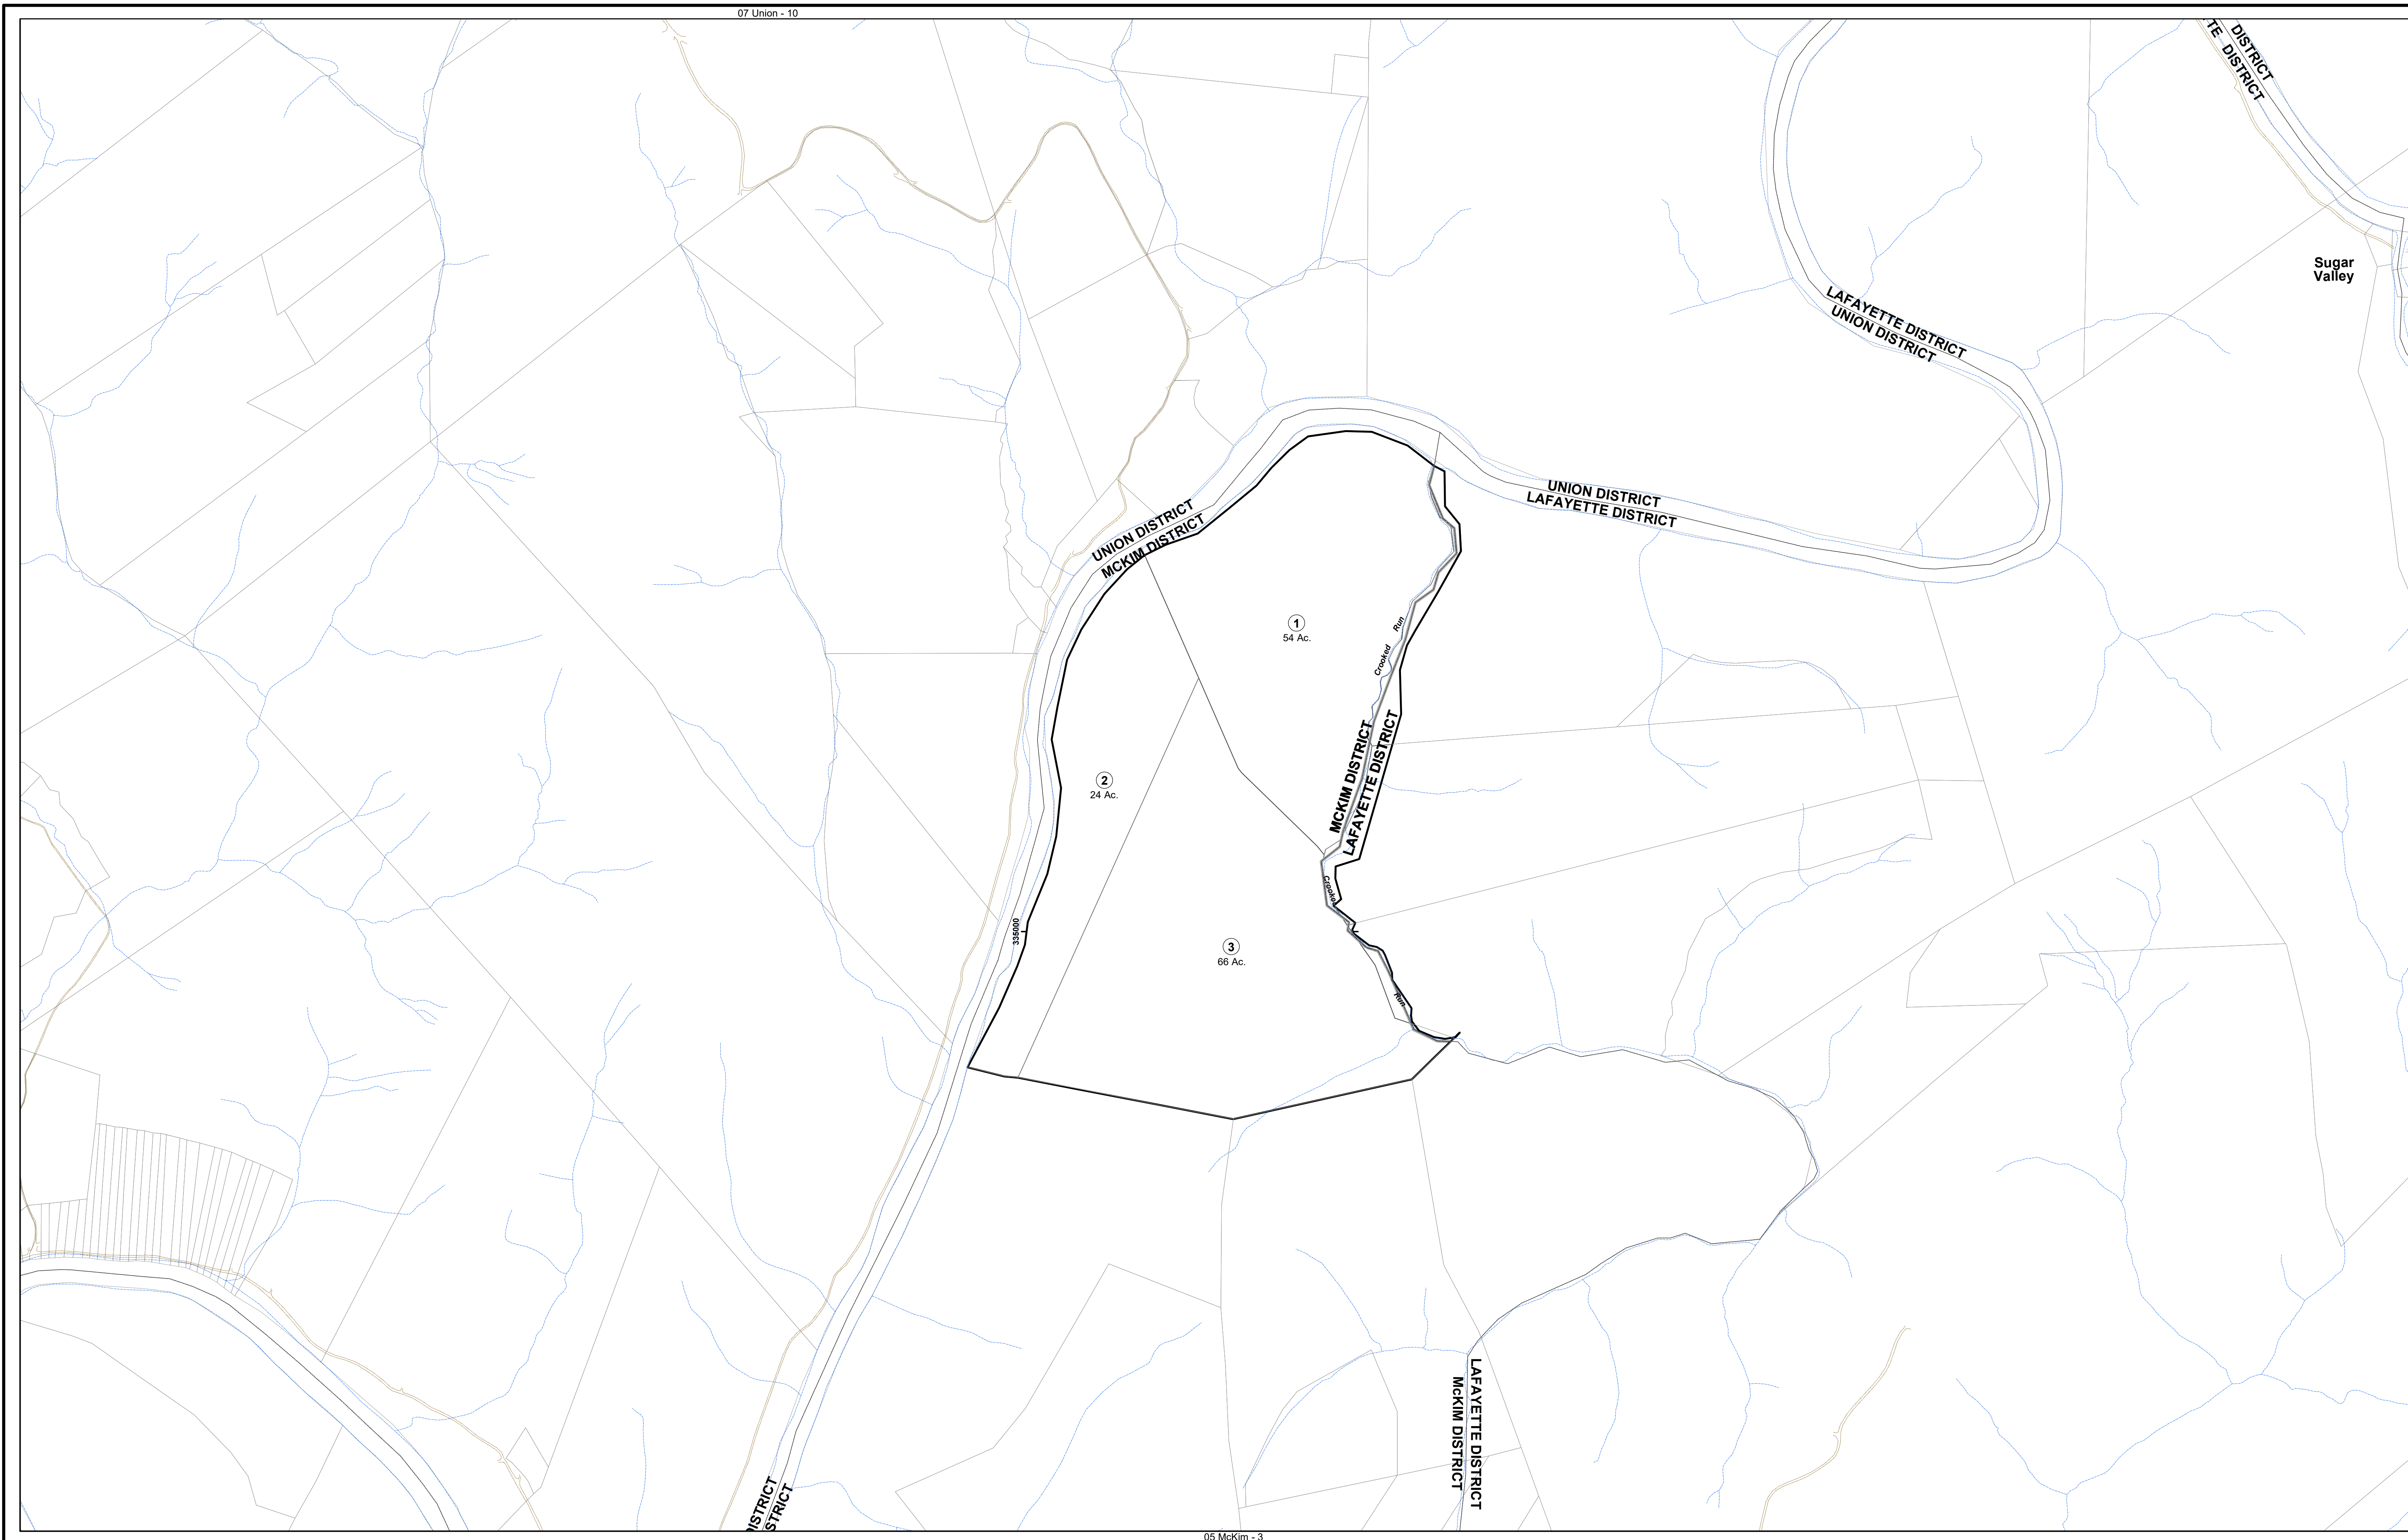 07 Union - 10
DISTRICT
TE DISTRICT
Sugar
Valley
LAFAYETTE DISTRICT
UNION DISTRICT
UNION DISTRICT
LAFAYETTE DISTRICT
UNION DISTRICT
MCKIM DISTRICT
1
54 Ac.
Crooked Run
MCKIM DISTRICT
LAFAYETTE DISTRICT
2
24 Ac.
Crooked Run
335000
3
66 Ac.
LAFAYETTE DISTRICT
McKIM DISTRICT
DISTRICT
STRICT
05 McKim - 3